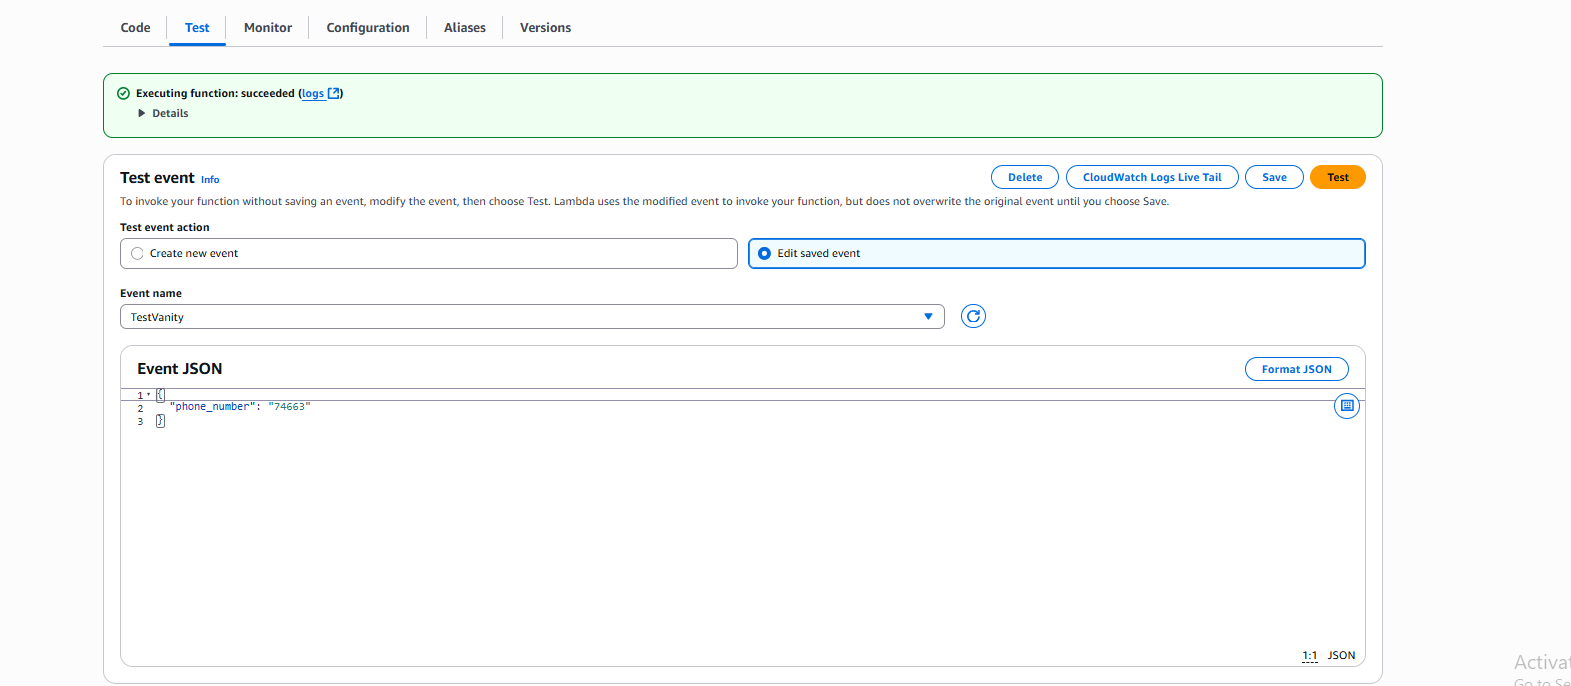 Code Test Monitor Configuration Aliases Versions
Executing function: succeeded (logs)
Details
Test event Info Delete CloudWatch Logs Live Tail Save Test
To invoke your function without saving an event, modify the event, then choose Test. Lambda uses the modified event to invoke your function, but does not overwrite the original event until you choose Save.
Test event action
Create new event Edit saved event
Event name
TestVanity
Event JSON Format JSON
1 {
2 "phone_number": "74663"
3 }
1:1 JSON